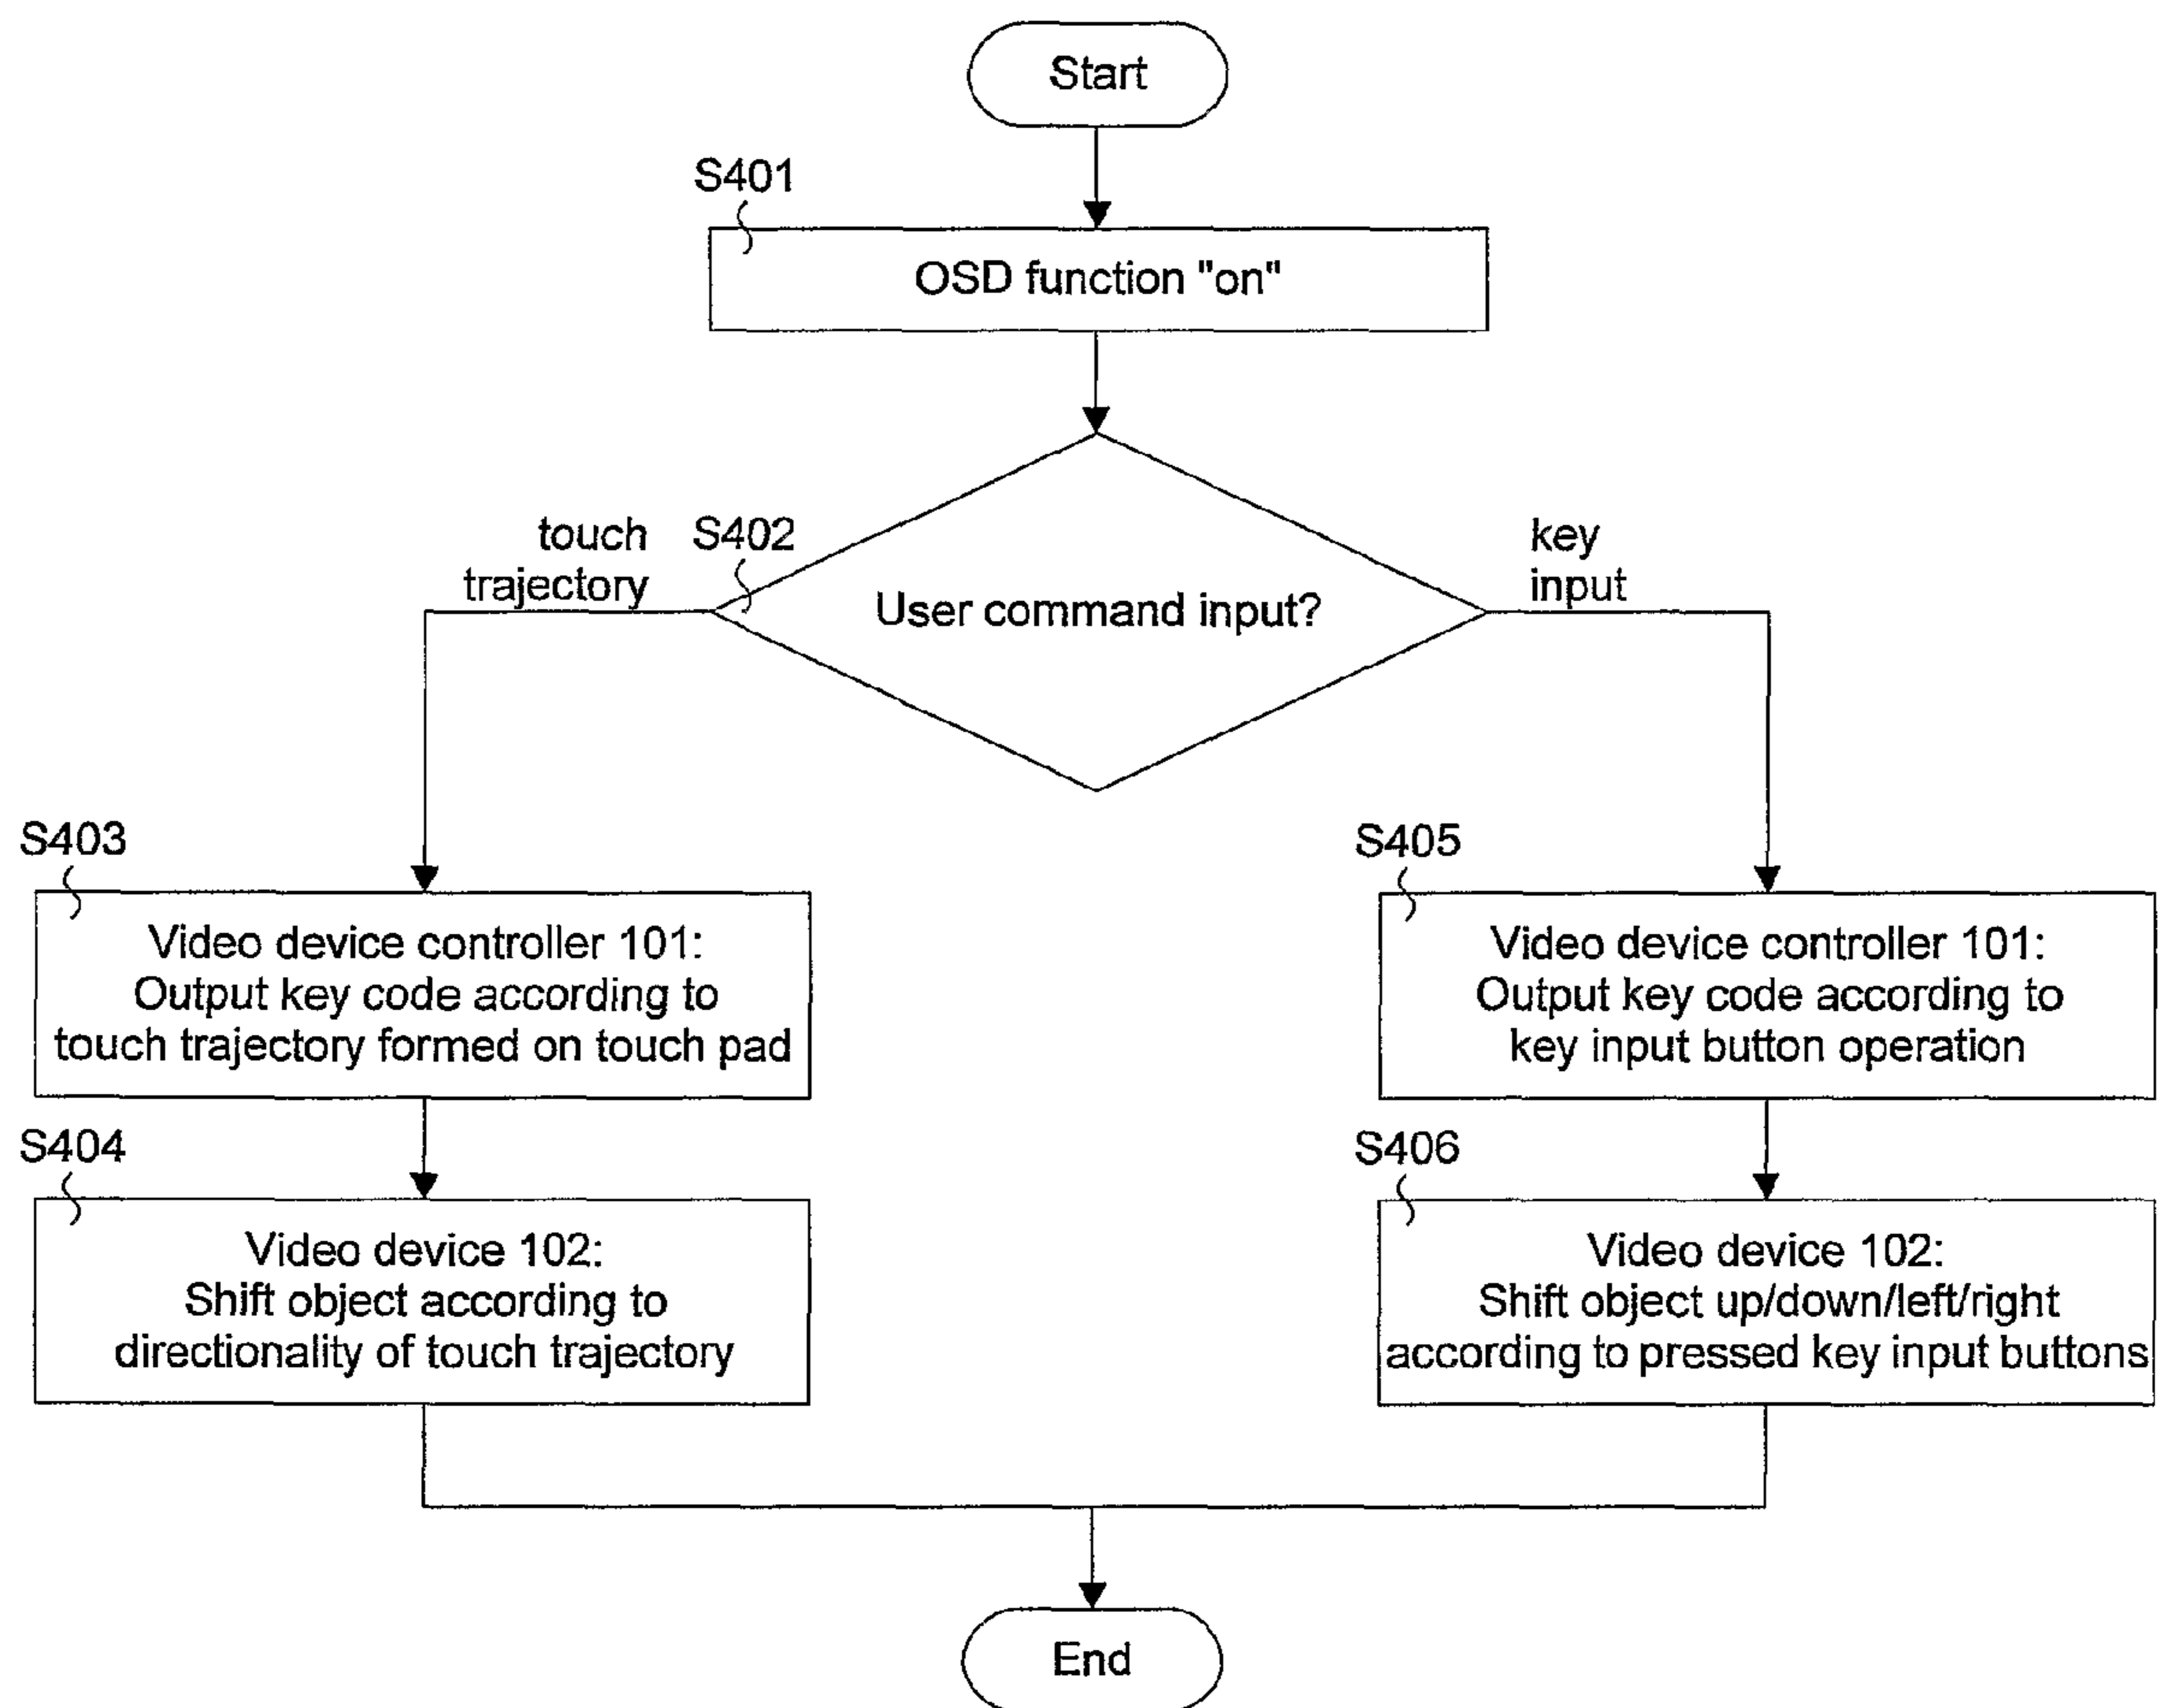 Start
S401
OSD function "on"
touch
trajectory
S402
User command input?
key
input
S403
Video device controller 101:
Output key code according to
touch trajectory formed on touch pad
S405
Video device controller 101:
Output key code according to
key input button operation
S404
Video device 102:
Shift object according to
directionality of touch trajectory
S406
Video device 102:
Shift object up/down/left/right
according to pressed key input buttons
End